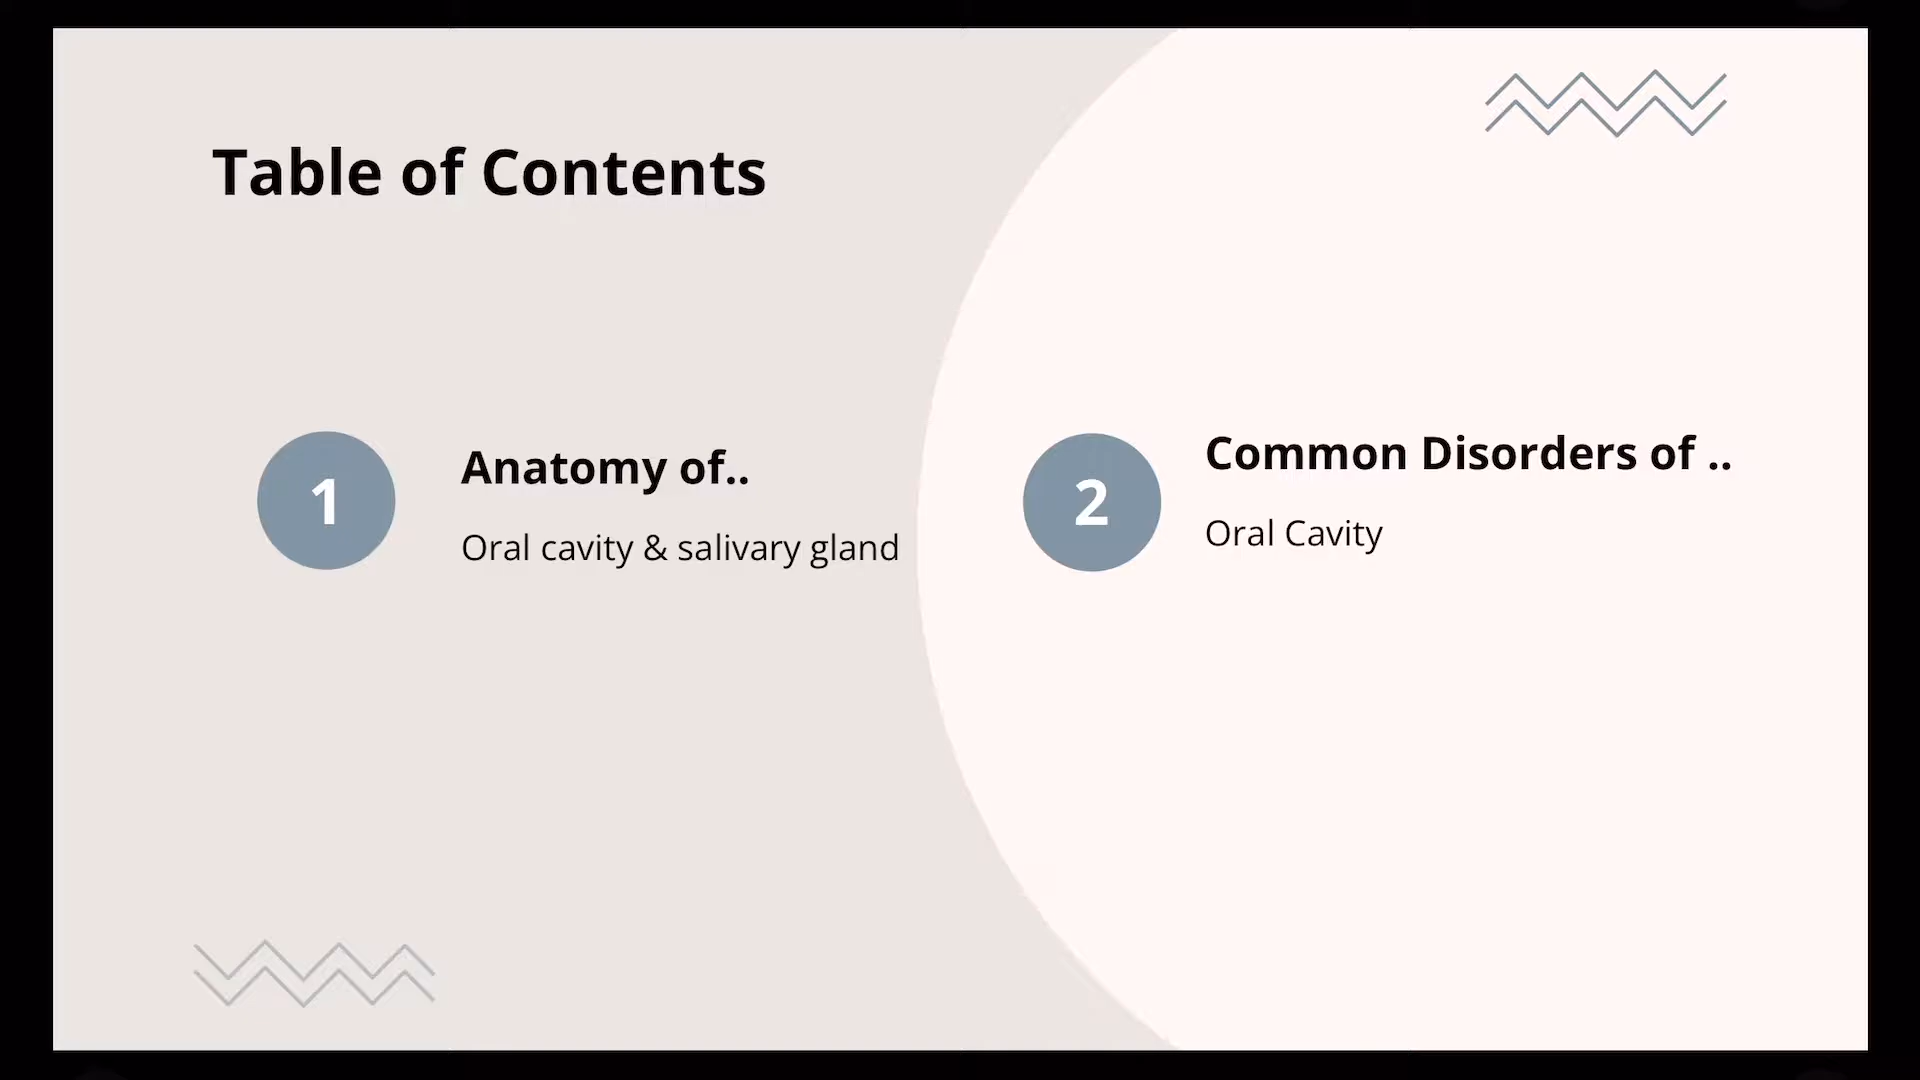 Table of Contents
1
Anatomy of..
Oral cavity & salivary gland
2
Common Disorders of ..
Oral Cavity